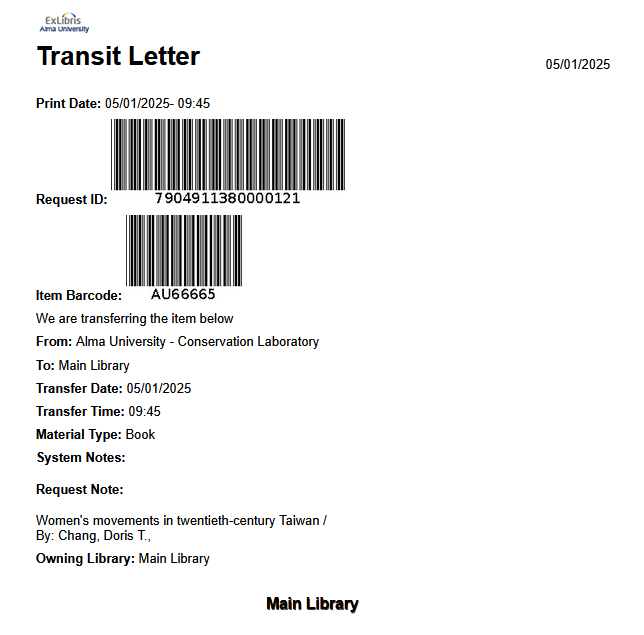 ExLibris
Alma University
Transit Letter
05/01/2025
Print Date: 05/01/2025- 09:45
Request ID: 7904911380000121
Item Barcode: AU66665
We are transferring the item below
From: Alma University - Conservation Laboratory
To: Main Library
Transfer Date: 05/01/2025
Transfer Time: 09:45
Material Type: Book
System Notes:
Request Note:
Women's movements in twentieth-century Taiwan /
By: Chang, Doris T.,
Owning Library: Main Library
Main Library